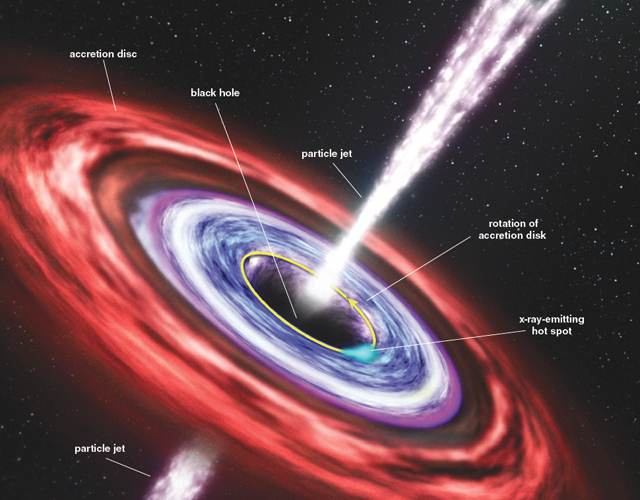 accretion disc
black hole
particle jet
rotation of
accretion disk
x-ray-emitting
hot spot
particle jet